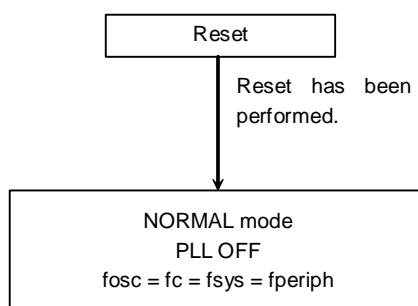 Reset
Reset has been
performed.
NORMAL mode
PLL OFF
fosc = fc = fsys = fperiph